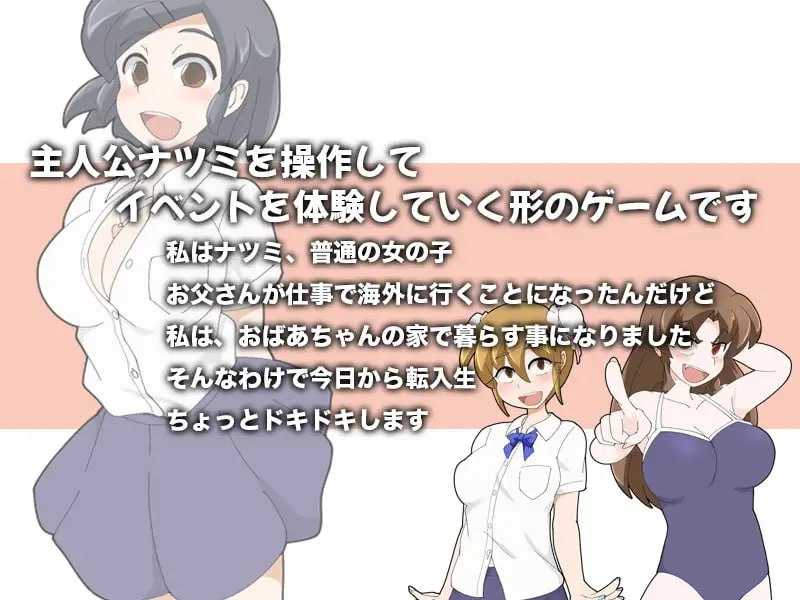 主人公ナツミを操作して
イベントを体験していく形のゲームです
私はナツミ、普通の女の子
お父さんが仕事で海外に行くことになったんだけど
私は、おばあちゃんの家で暮らす事になりました
そんなわけで今日から転入生
ちょっとドキドキします